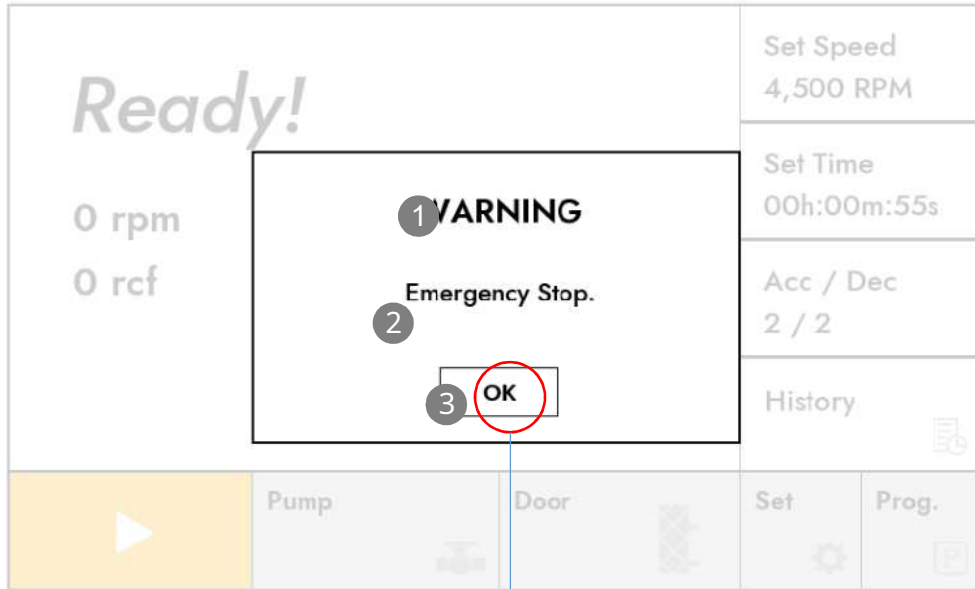 Ready!
0 rpm
0 rcf
Set Speed
4,500 RPM
Set Time
00h:00m:55s
Acc / Dec
2 / 2
History
1 WARNING
Emergency Stop.
2
3 OK
Pump
Door
Set
Prog.
P